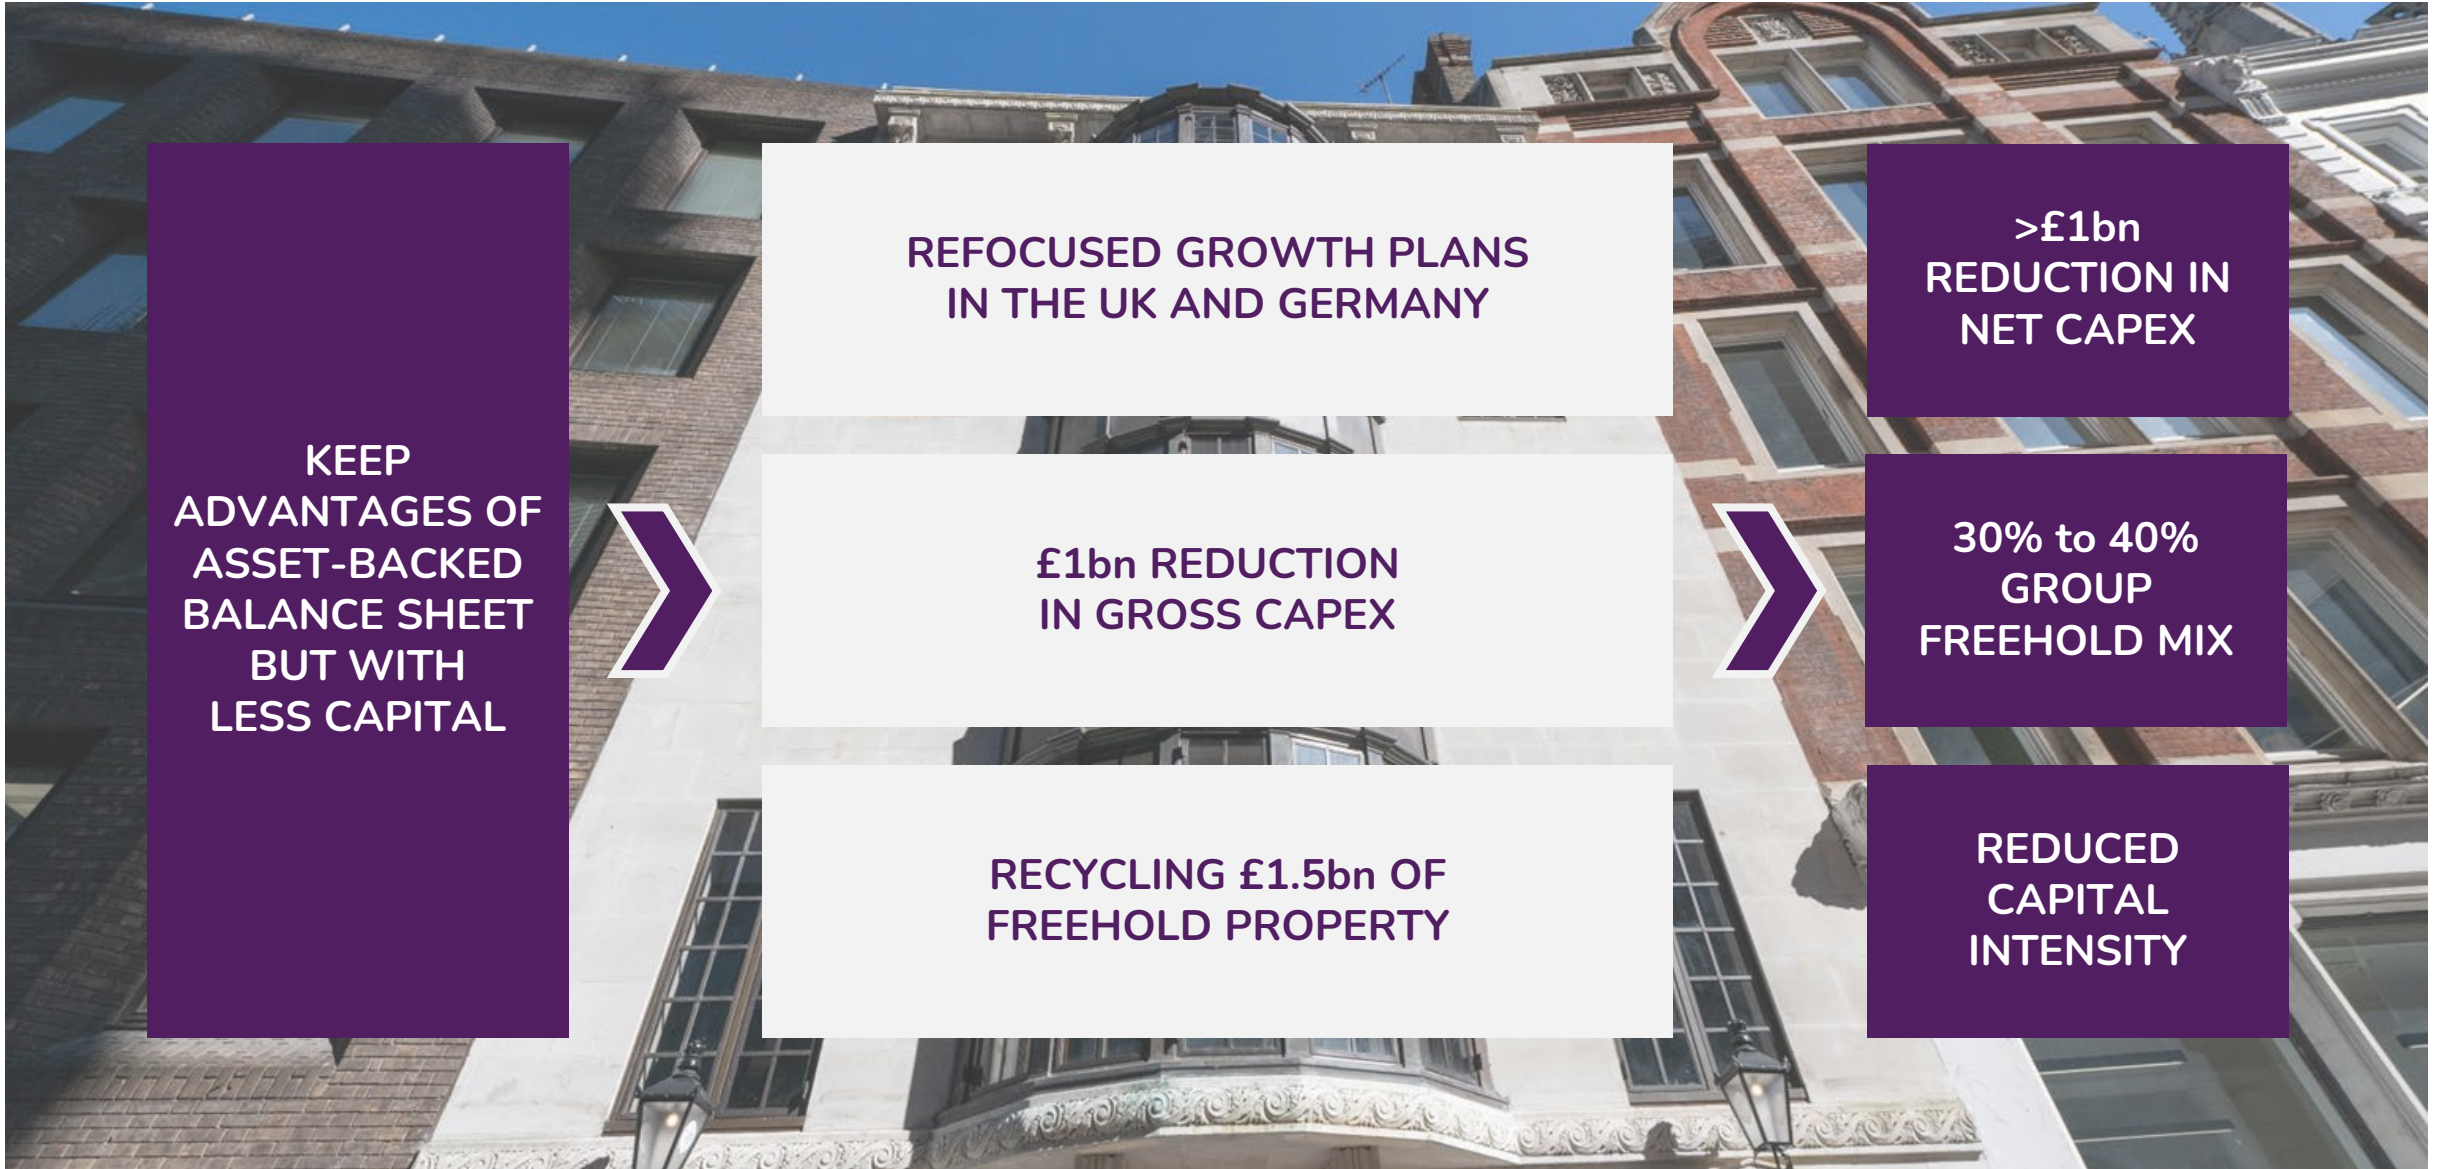 KEEP
ADVANTAGES OF
ASSET-BACKED
BALANCE SHEET
BUT WITH
LESS CAPITAL
REFOCUSED GROWTH PLANS
IN THE UK AND GERMANY
£1bn REDUCTION
IN GROSS CAPEX
RECYCLING £1.5bn OF
FREEHOLD PROPERTY
>£1bn
REDUCTION IN
NET CAPEX
30% to 40%
GROUP
FREEHOLD MIX
REDUCED
CAPITAL
INTENSITY